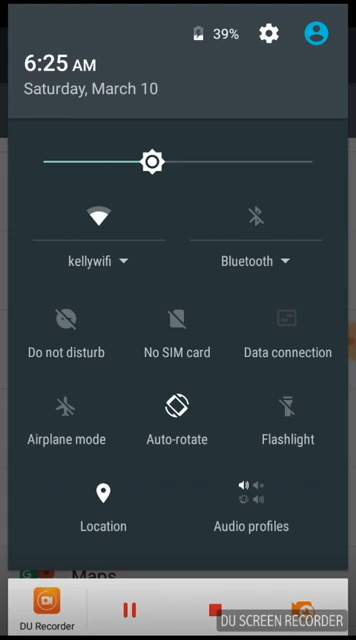 39%
6:25 AM
Saturday, March 10
kellywifi
Bluetooth
Do not disturb
No SIM card
Data connection
Airplane mode
Auto-rotate
Flashlight
Location
Audio profiles
Maps
DU Recorder
DU SCREEN RECORDER